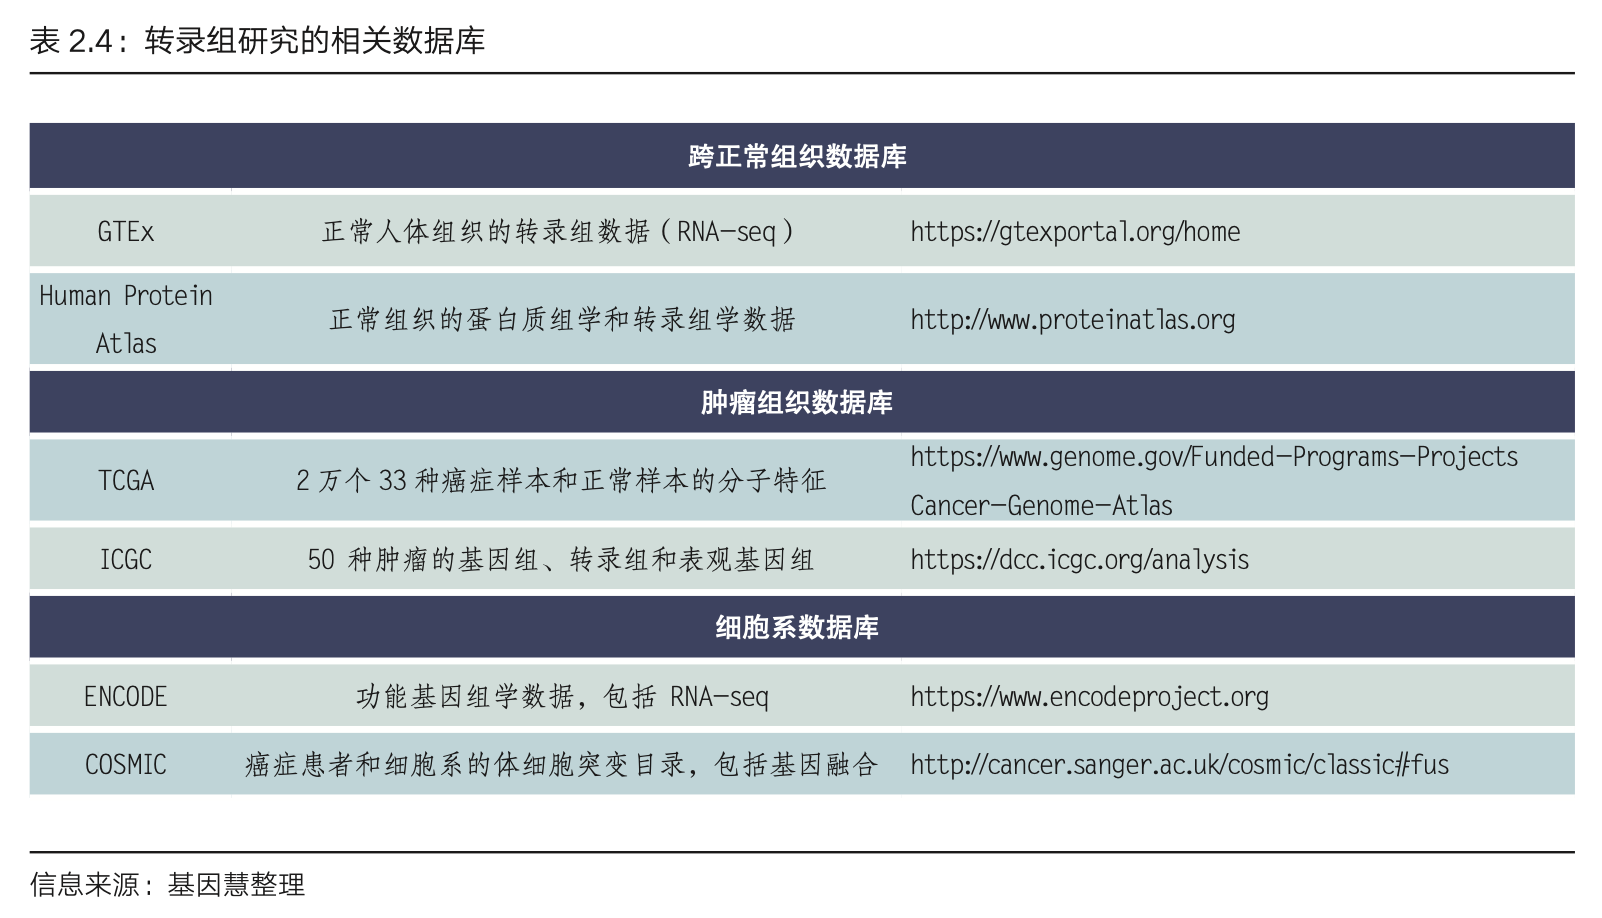 表 2.4：转录组研究的相关数据库
跨正常组织数据库
GTEx 正常人体组织的转录组数据（RNA-seq） https://gtexportal.org/home
Human Protein
Atlas
正常组织的蛋白质组学和转录组学数据 http://www.proteinatlas.org
肿瘤组织数据库
TCGA 2 万个 33 种癌症样本和正常样本的分子特征
https://www.genome.gov/Funded-Programs-Projects
Cancer-Genome-Atlas
ICGC 50 种肿瘤的基因组、转录组和表观基因组 https://dcc.icgc.org/analysis
细胞系数据库
ENCODE 功能基因组学数据，包括 RNA-seq https://www.encodeproject.org
COSMIC 癌症患者和细胞系的体细胞突变目录，包括基因融合 http://cancer.sanger.ac.uk/cosmic/classic#fus
信息来源：基因慧整理